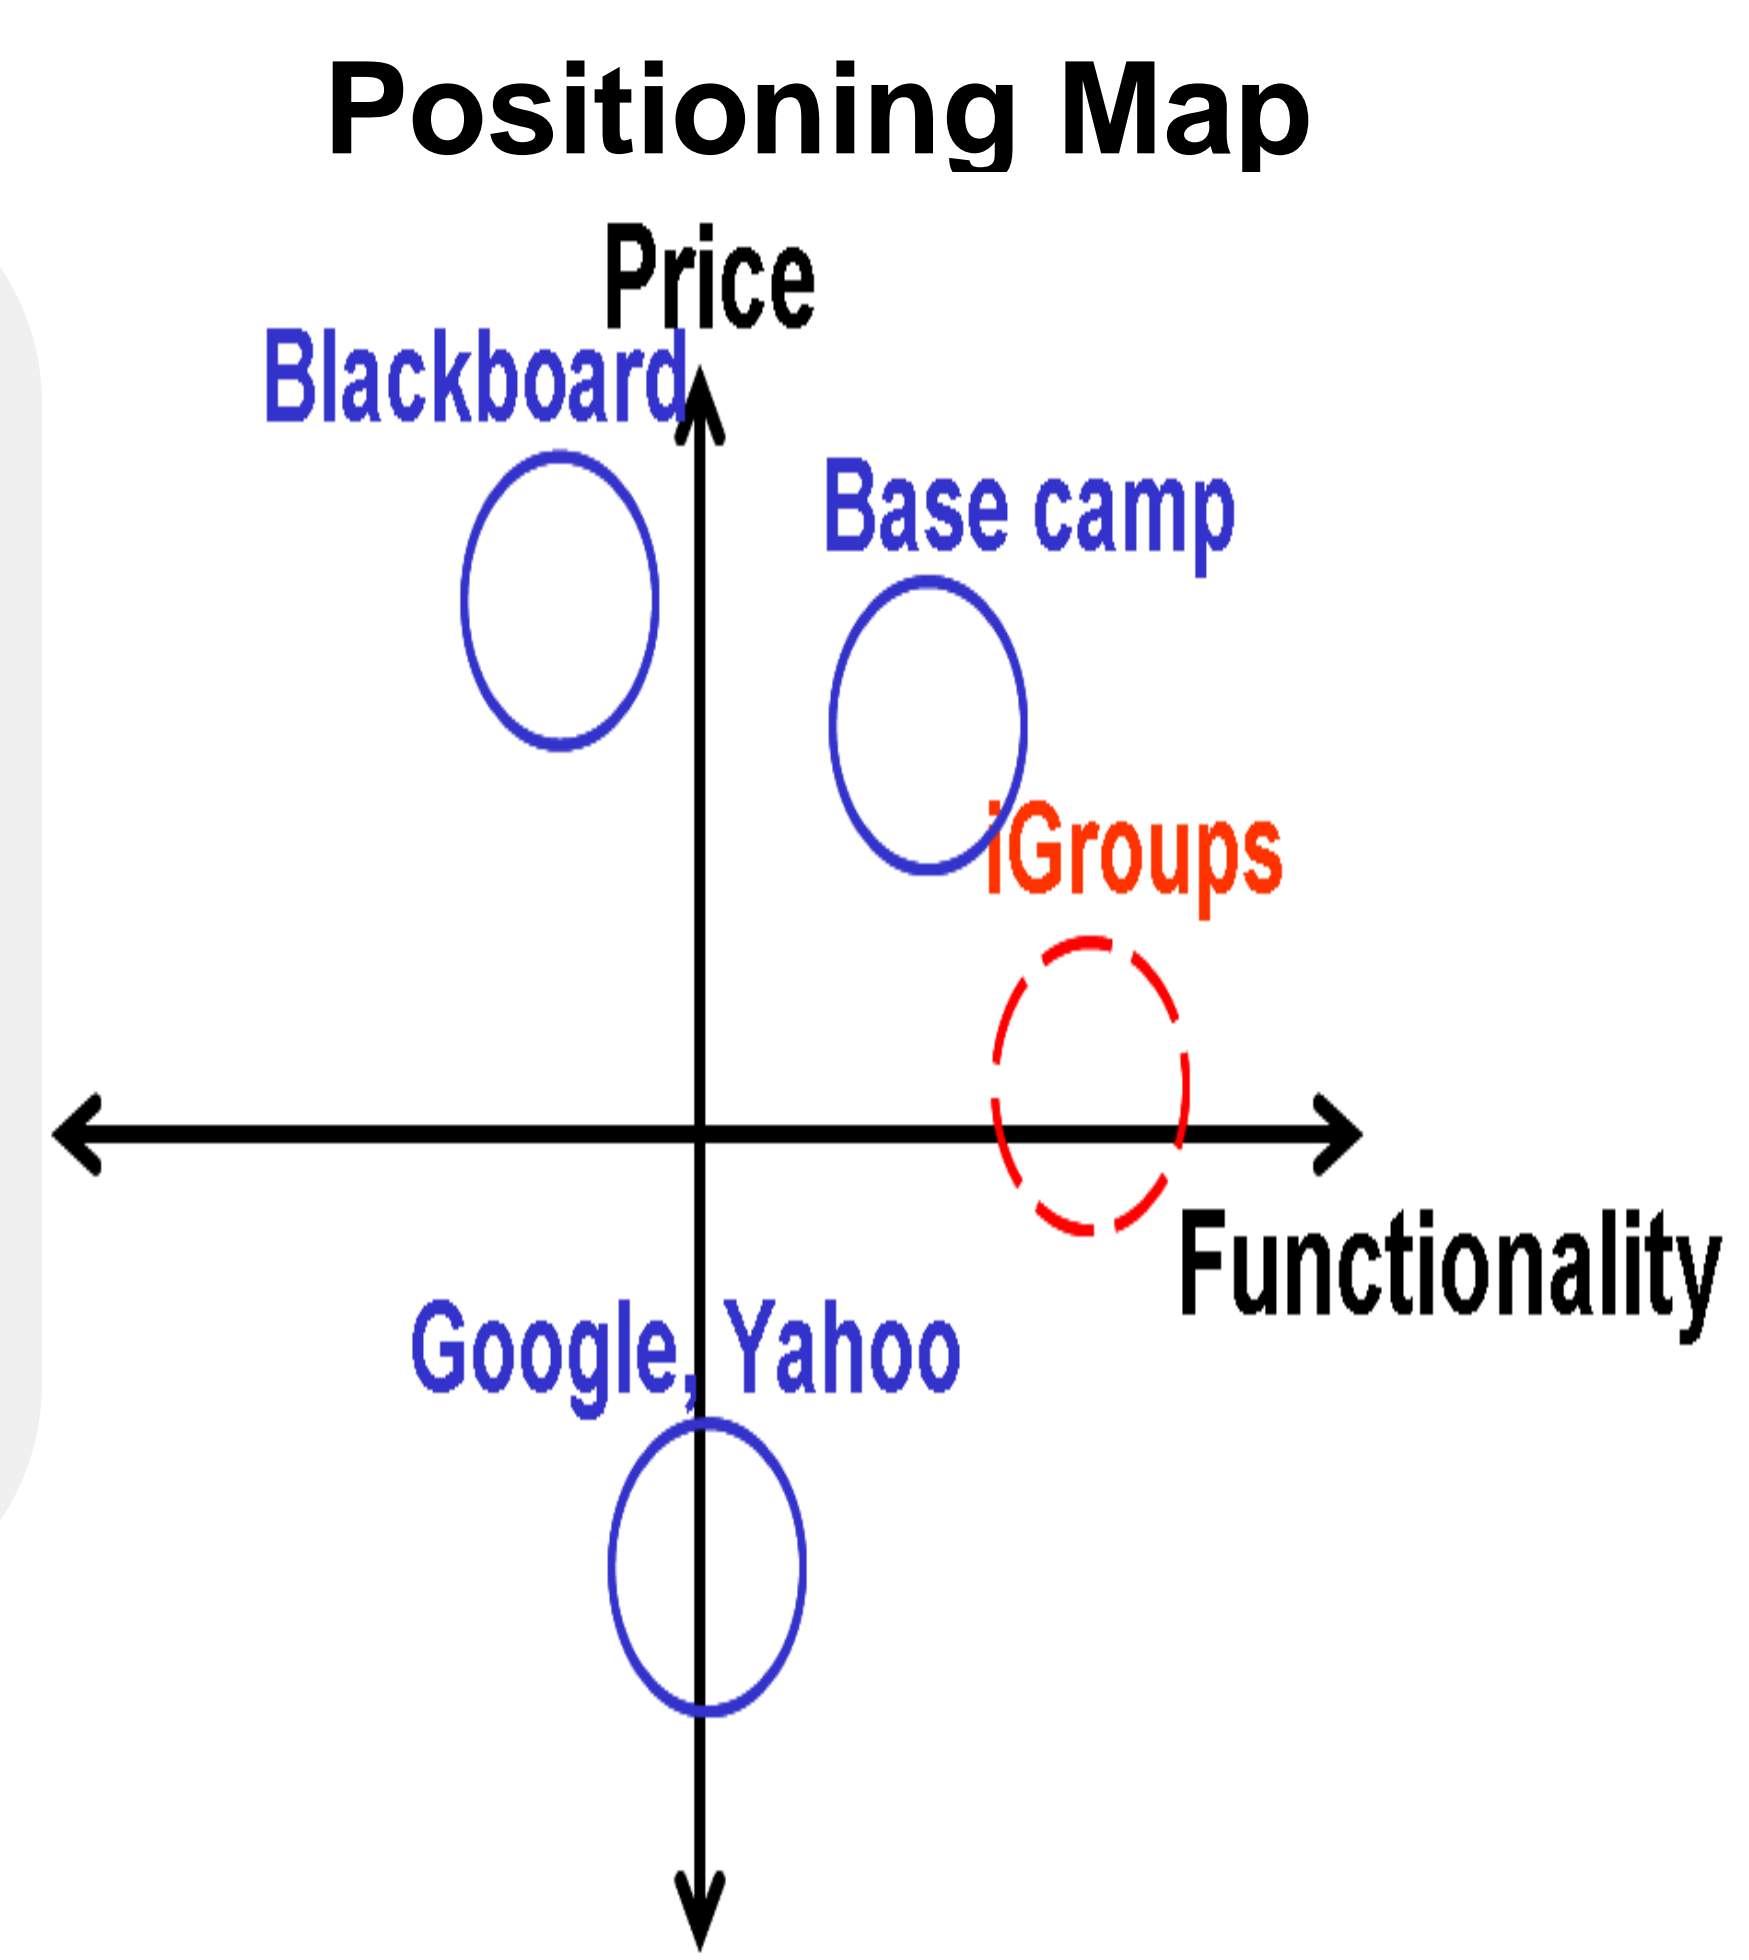 Positioning Map
Price
Blackboard
Base camp
iGroups
Functionality
Google, Yahoo